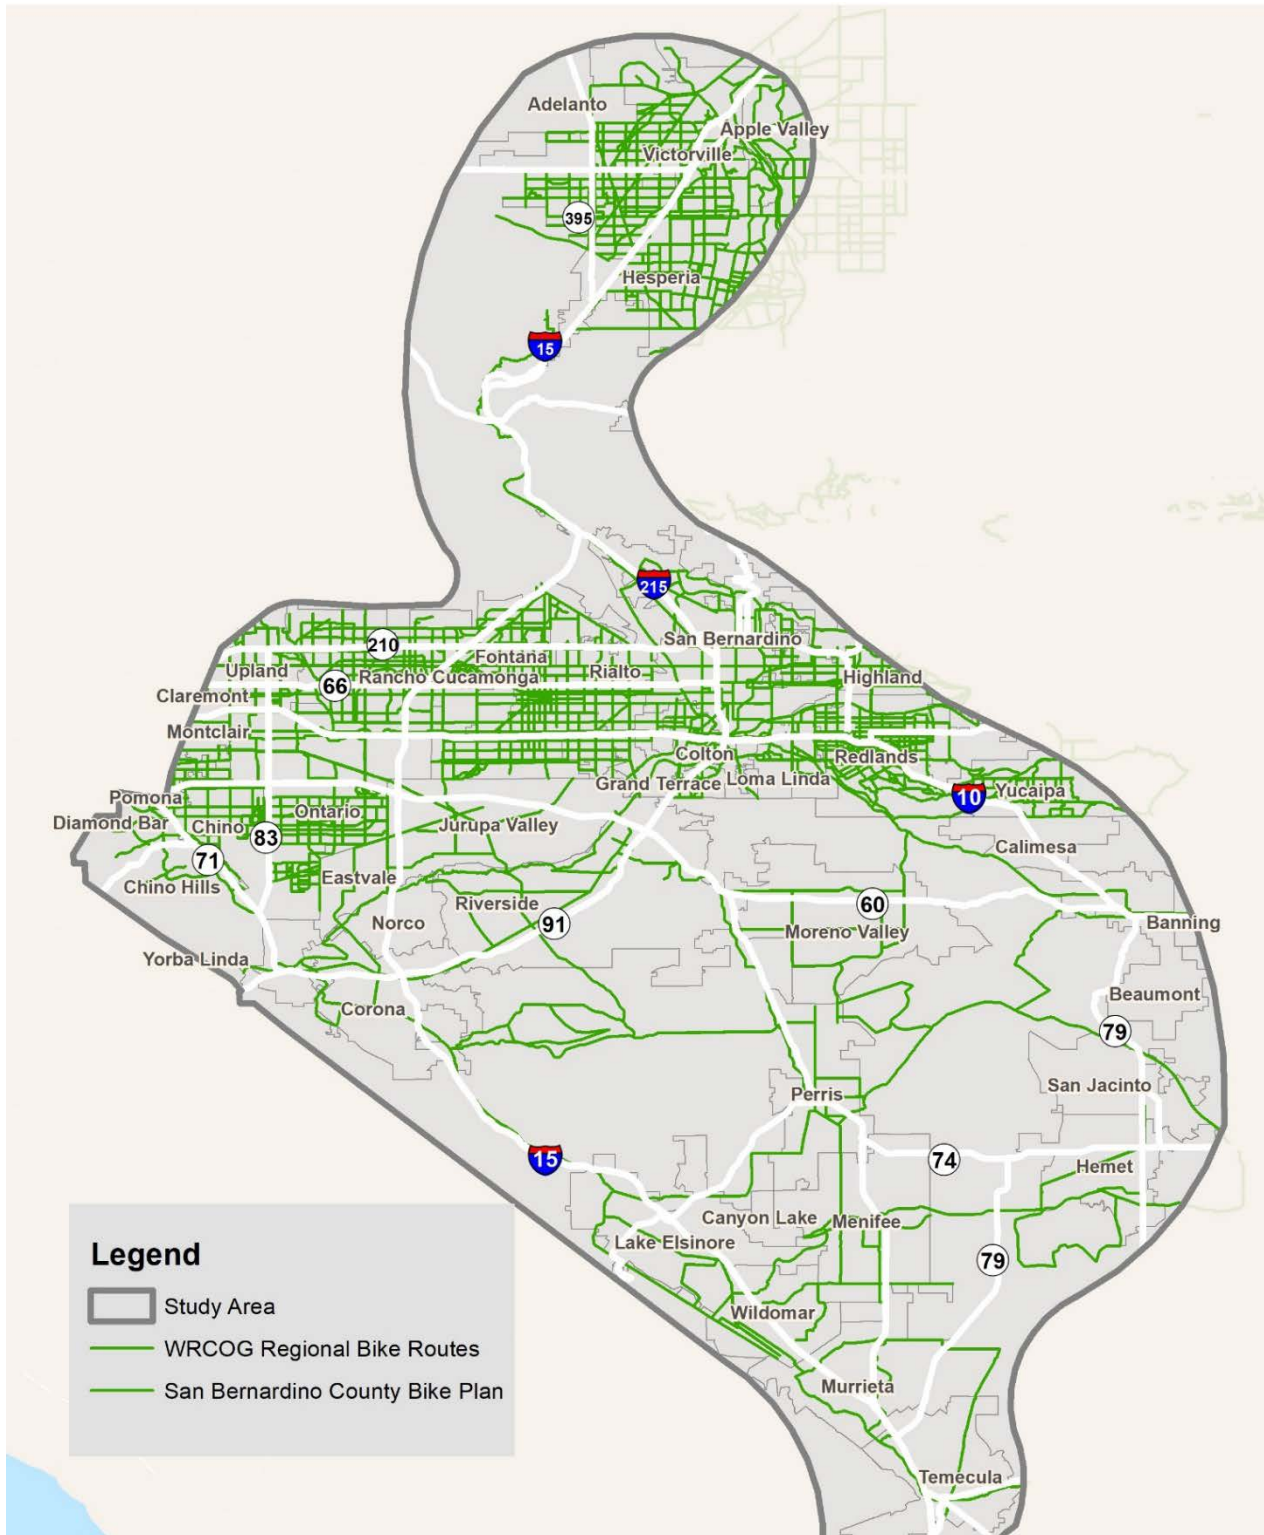 Adelanto
Apple Valley
Victorville
395
Hesperia
15
215
San Bernardino
210
Fontana
Upland
Rialto
Rancho Cucamonga
Highland
66
Claremont
Montclair
Colton
Redlands
Grand Terrace
Loma Linda
10
Yucaipa
Pomona
Ontario
Diamond Bar
Chino
83
Jurupa Valley
Calimesa
71
Chino Hills
Eastvale
Riverside
60
Norco
91
Moreno Valley
Banning
Yorba Linda
Beaumont
Corona
79
San Jacinto
Perris
15
74
Hemet
Canyon Lake
Menifee
Lake Elsinore
79
Wildomar
Murrieta
Temecula
Legend
Study Area
WRCOG Regional Bike Routes
San Bernardino County Bike Plan